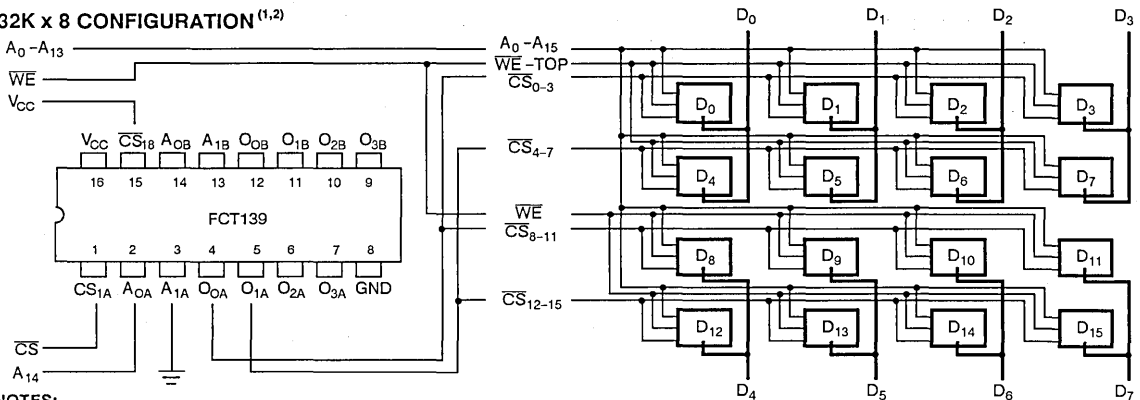 32K x 8 CONFIGURATION (1,2)
D0 D1 D2 D3
A0 –A13 A0 –A15
WE WE –TOP
VCC CS0-3
D0 D1 D2 D3
VCC CS18 A0B A1B O0B O1B O2B O3B
CS4-7
16 15 14 13 12 11 10 9
D4 D5 D6 D7
FCT139
WE
CS8-11
1 2 3 4 5 6 7 8
D8 D9 D10 D11
CS1A A0A A1A O0A O1A O2A O3A GND
CS12-15
D12 D13 D14 D15
CS
A14
D4 D5 D6 D7
NOTES: